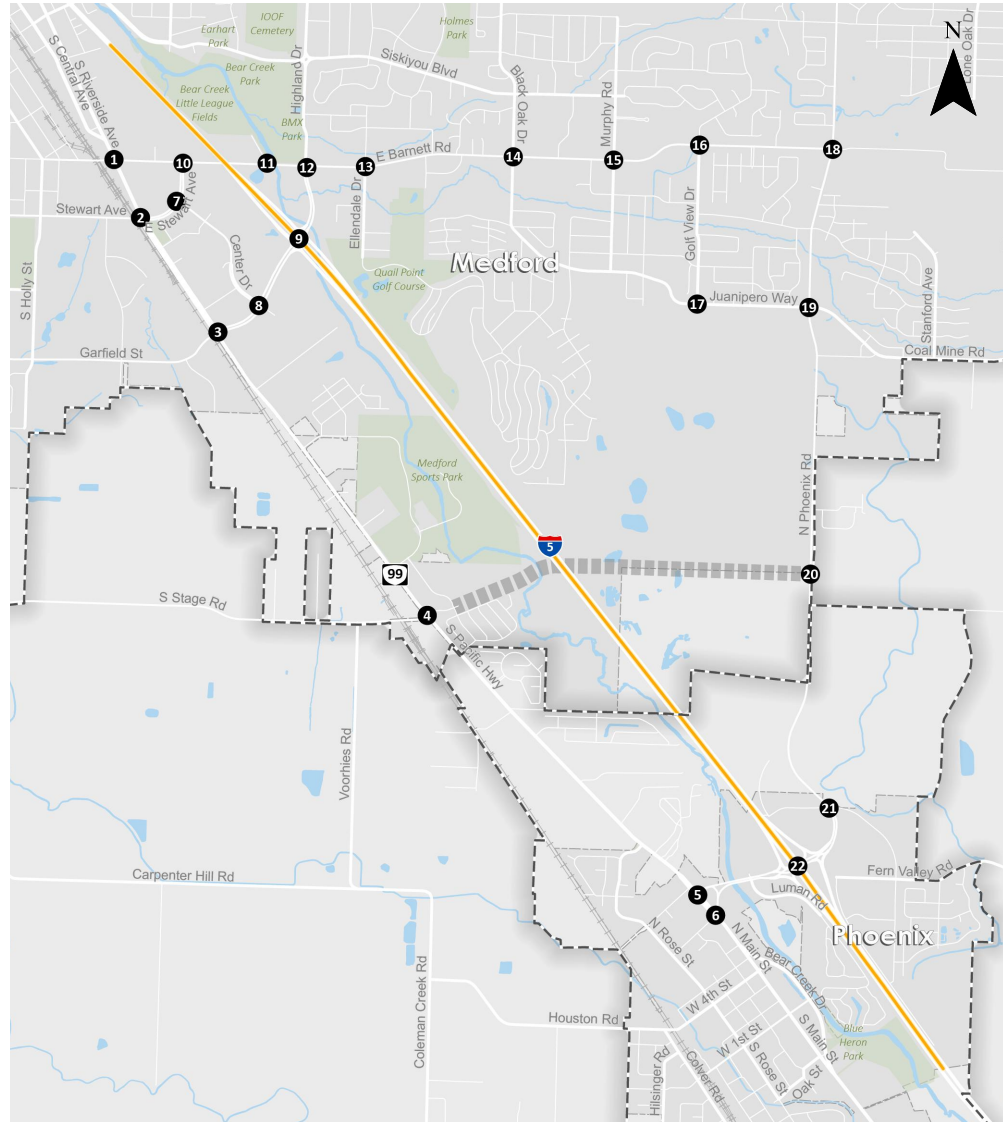 IOOF
Cemetery
Holmes
Park
Earhart
Park
N
Lone Oak Dr
S Central Ave
S Riverside Ave
Bear Creek
Park
Highland Dr
Siskiyou Blvd
Black Oak Dr
Murphy Rd
Bear Creek
Little League
Fields
BMX
Park
1
10
11
12
13
E Barnett Rd
14
15
16
18
7
Stewart Ave
2
E Stewart Ave
Ellendale Dr
Golf View Dr
9
Center Dr
Medford
S Holly St
Quail Point
Golf Course
8
17
Juanipero Way
19
Stanford Ave
3
Garfield St
Coal Mine Rd
Medford
Sports Park
N Phoenix Rd
5
99
20
S Stage Rd
4
S Pacific Hwy
Voorhies Rd
21
22
Fern Valley Rd
Carpenter Hill Rd
Luman Rd
5
6
N Rose St
N Main St
Phoenix
Bear Creek Dr
Coleman Creek Rd
W 4th St
Houston Rd
W 1st St
S Main St
Blue
Heron
Park
Hilsinger Rd
Colver Rd
S Rose St
Oak St